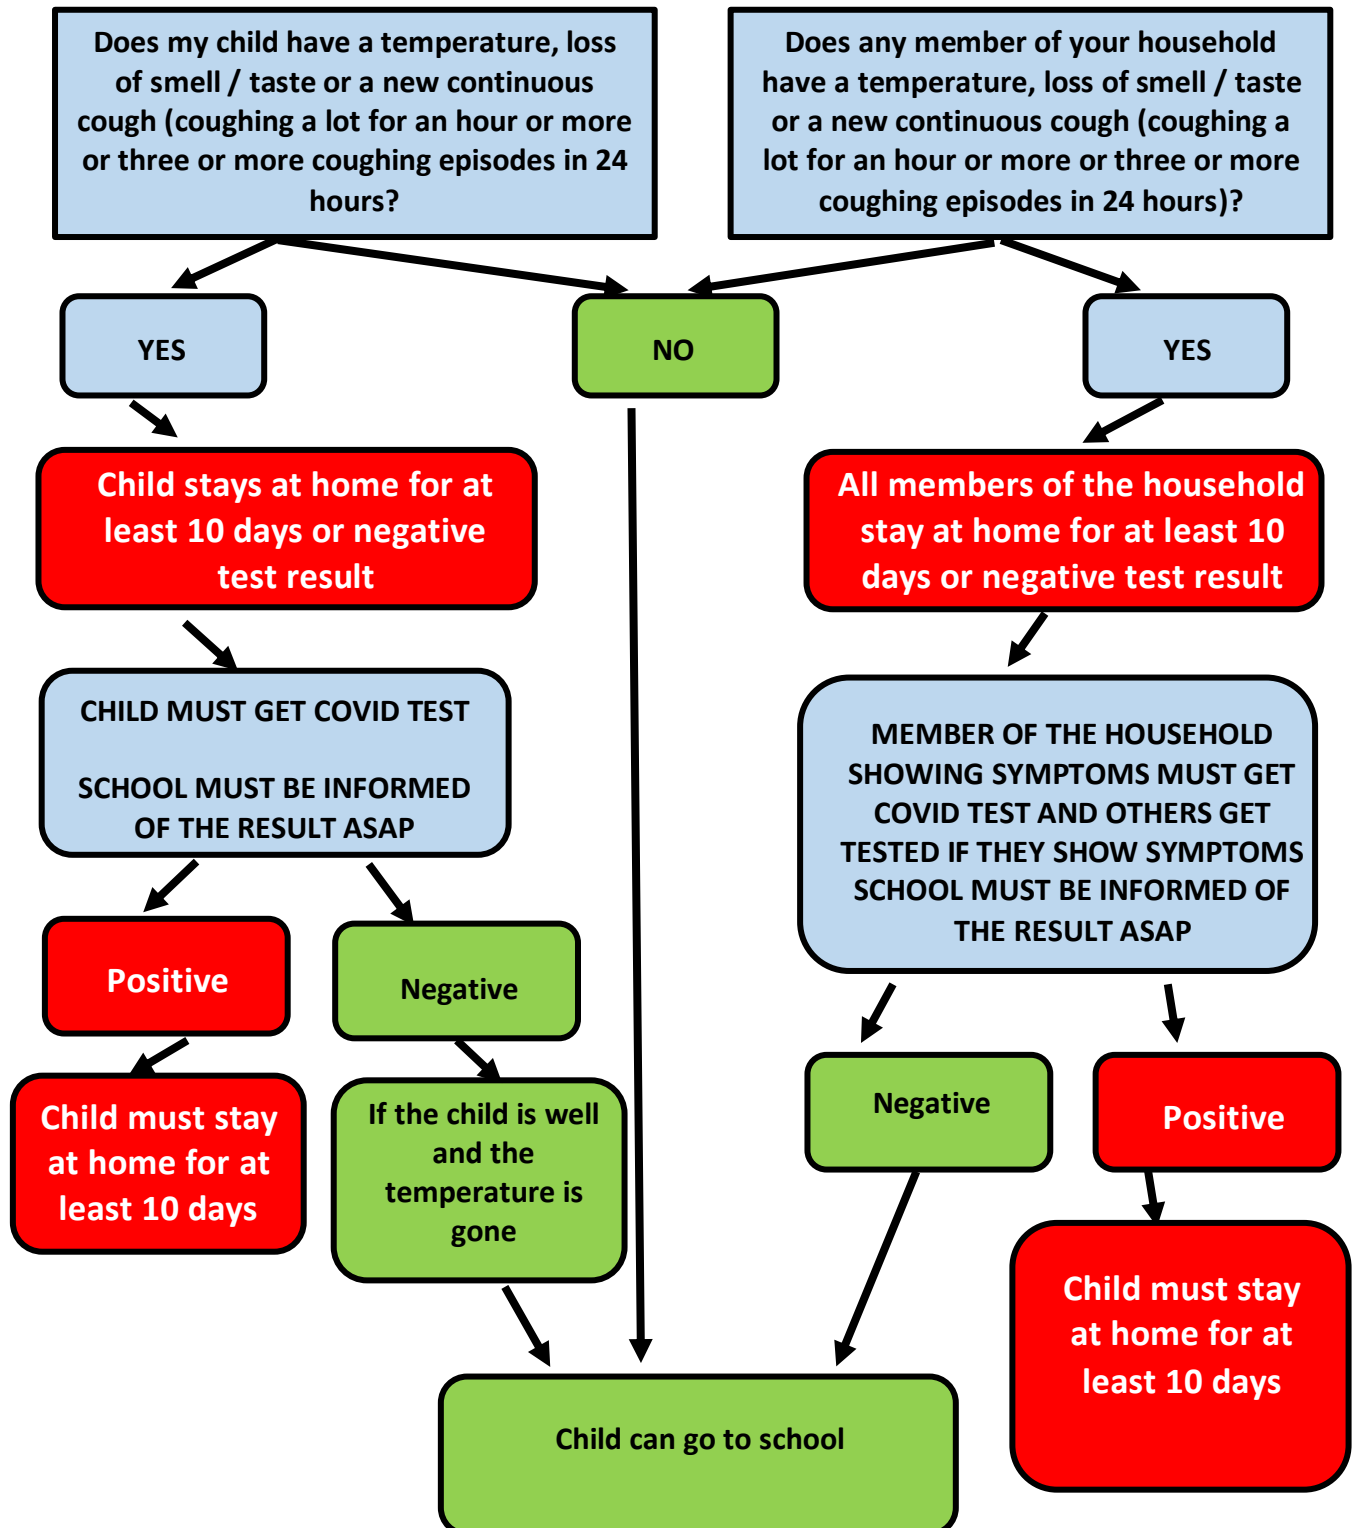 Does my child have a temperature, loss
of smell / taste or a new continuous
cough (coughing a lot for an hour or more
or three or more coughing episodes in 24
hours?
Does any member of your household
have a temperature, loss of smell / taste
or a new continuous cough (coughing a
lot for an hour or more or three or more
coughing episodes in 24 hours)?
YES
NO
YES
Child stays at home for at
least 10 days or negative
test result
All members of the household
stay at home for at least 10
days or negative test result
CHILD MUST GET COVID TEST
SCHOOL MUST BE INFORMED
OF THE RESULT ASAP
MEMBER OF THE HOUSEHOLD
SHOWING SYMPTOMS MUST GET
COVID TEST AND OTHERS GET
TESTED IF THEY SHOW SYMPTOMS
SCHOOL MUST BE INFORMED OF
THE RESULT ASAP
Positive
Negative
Negative
Positive
Child must stay
at home for at
least 10 days
If the child is well
and the
temperature is
gone
Child must stay
at home for at
least 10 days
Child can go to school